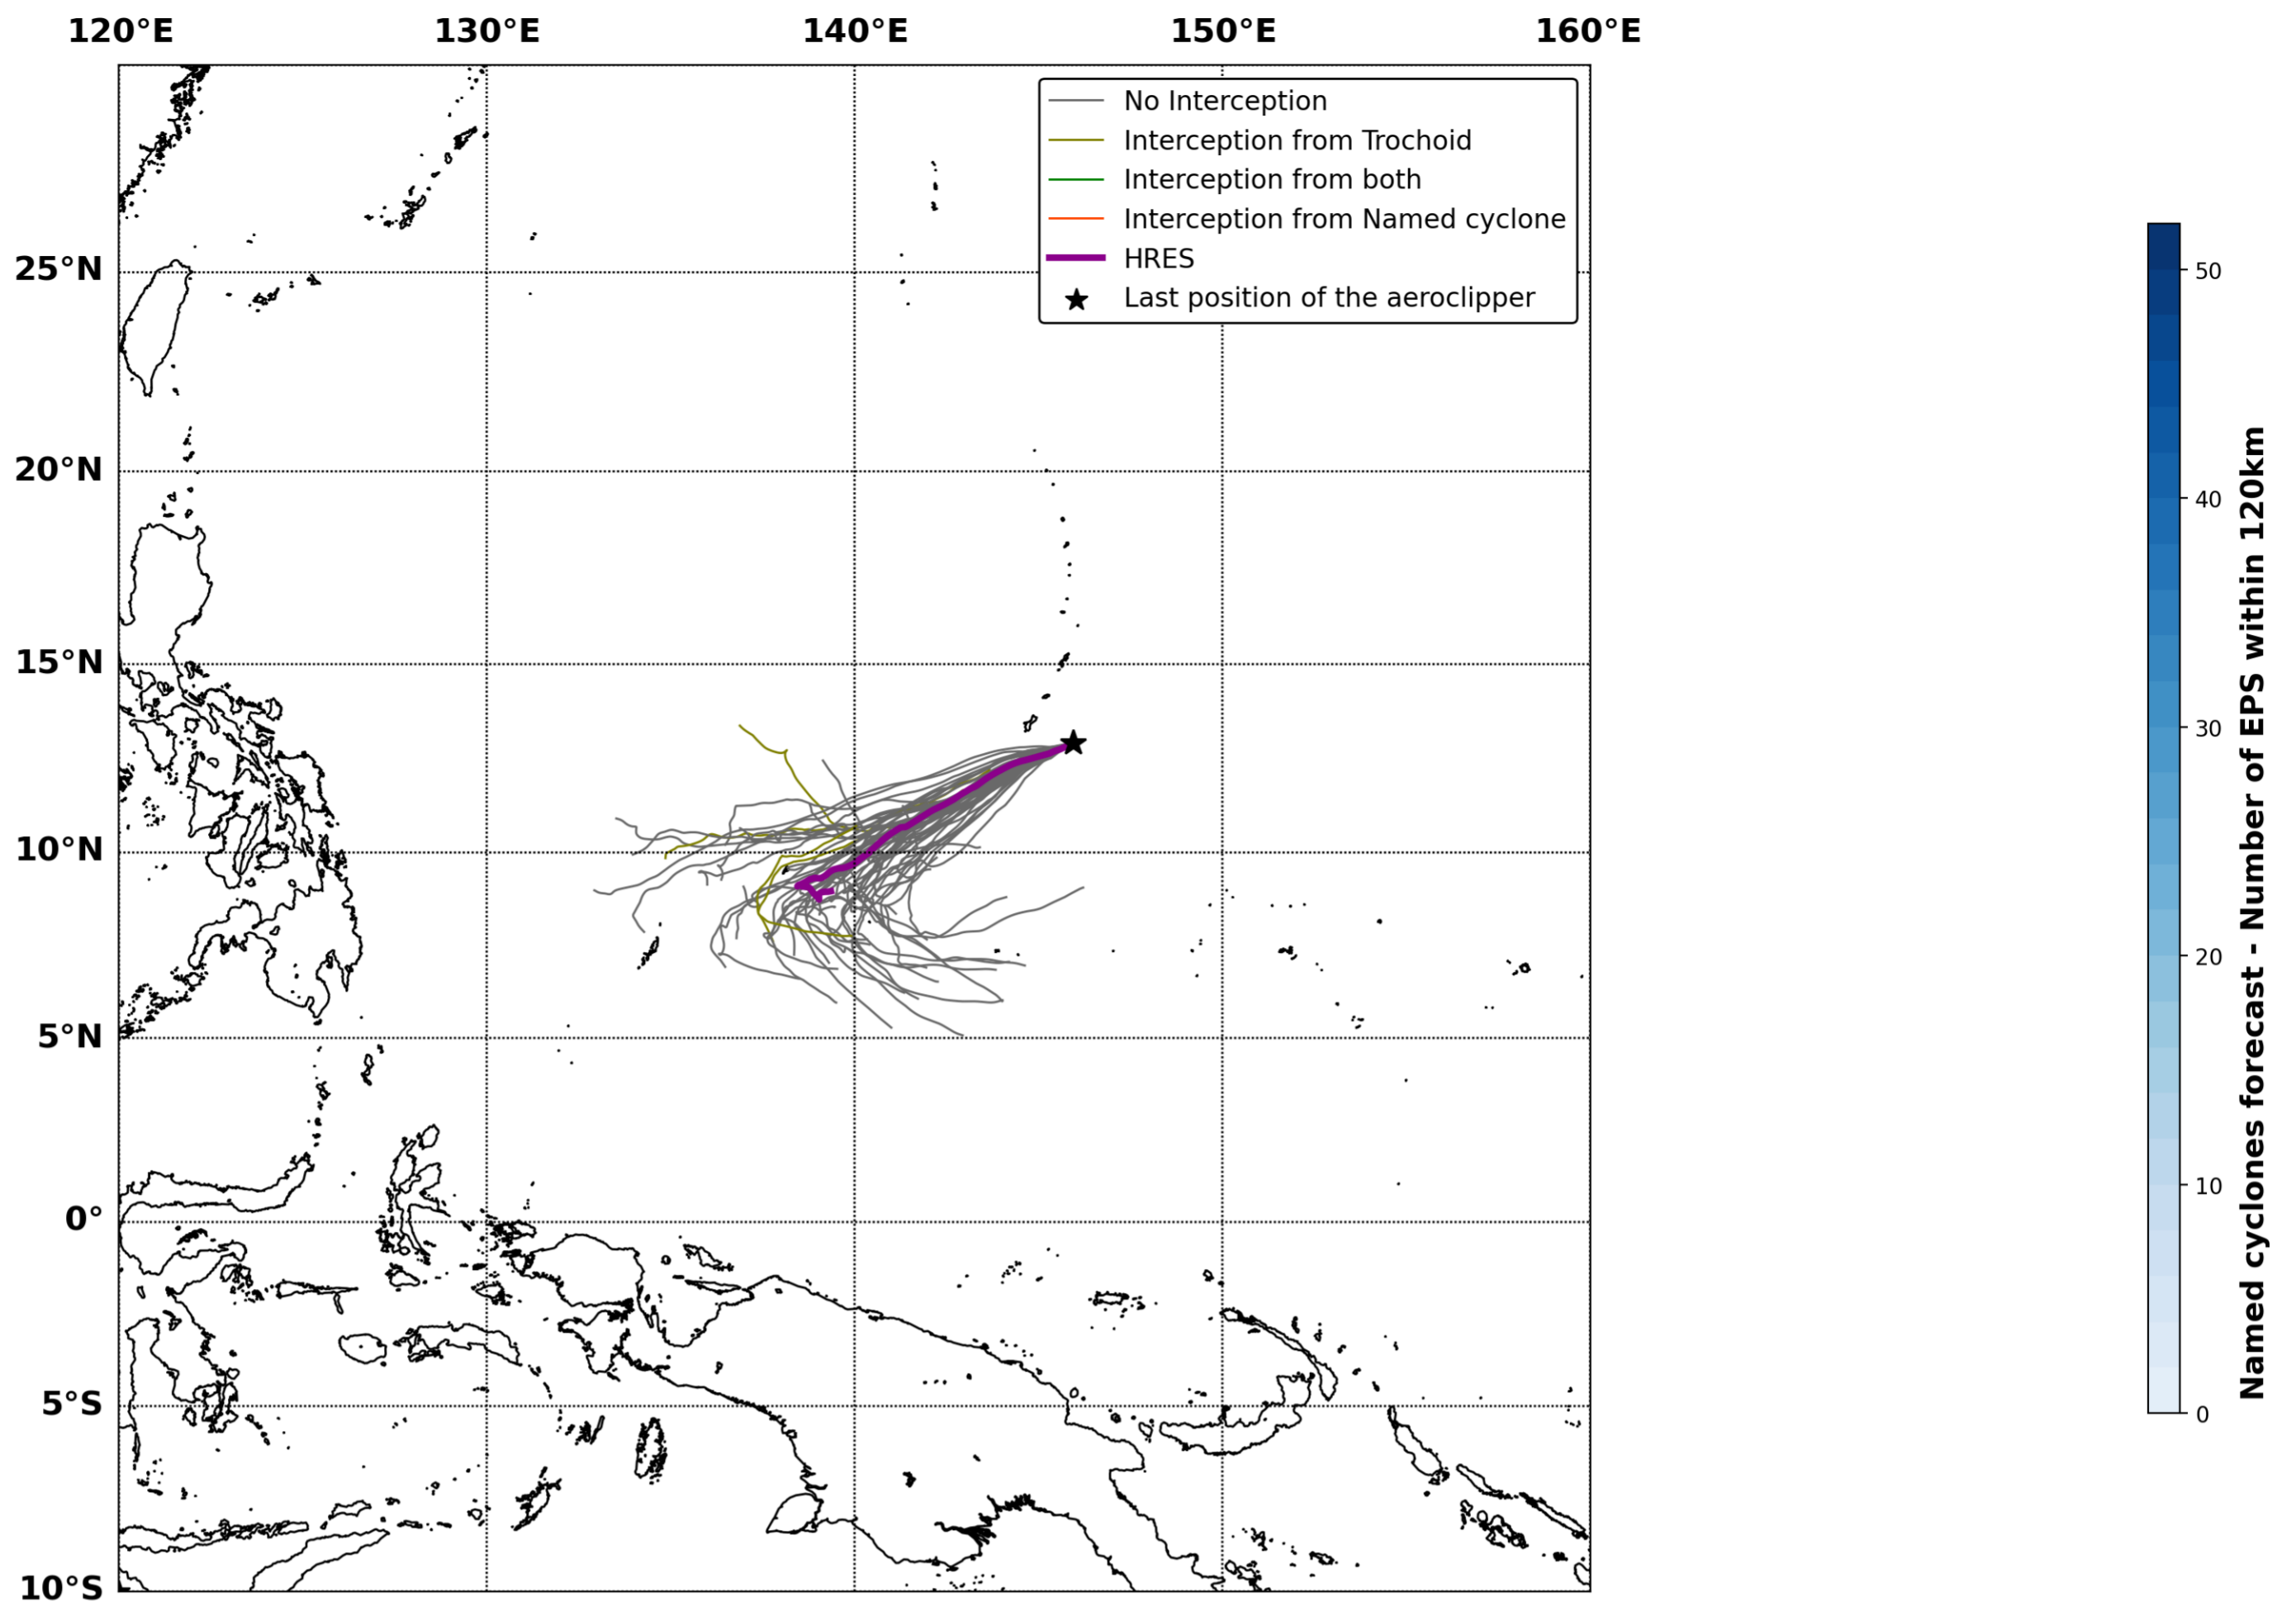 120°E 130°E 140°E 150°E 160°E
No Interception
Interception from Trochoid
Interception from both
Interception from Named cyclone
HRES
Last position of the aeroclipper
25°N
20°N
15°N
10°N
5°N
0°
5°S
10°S
50
40
30
20
10
0
Named cyclones forecast - Number of EPS within 120km